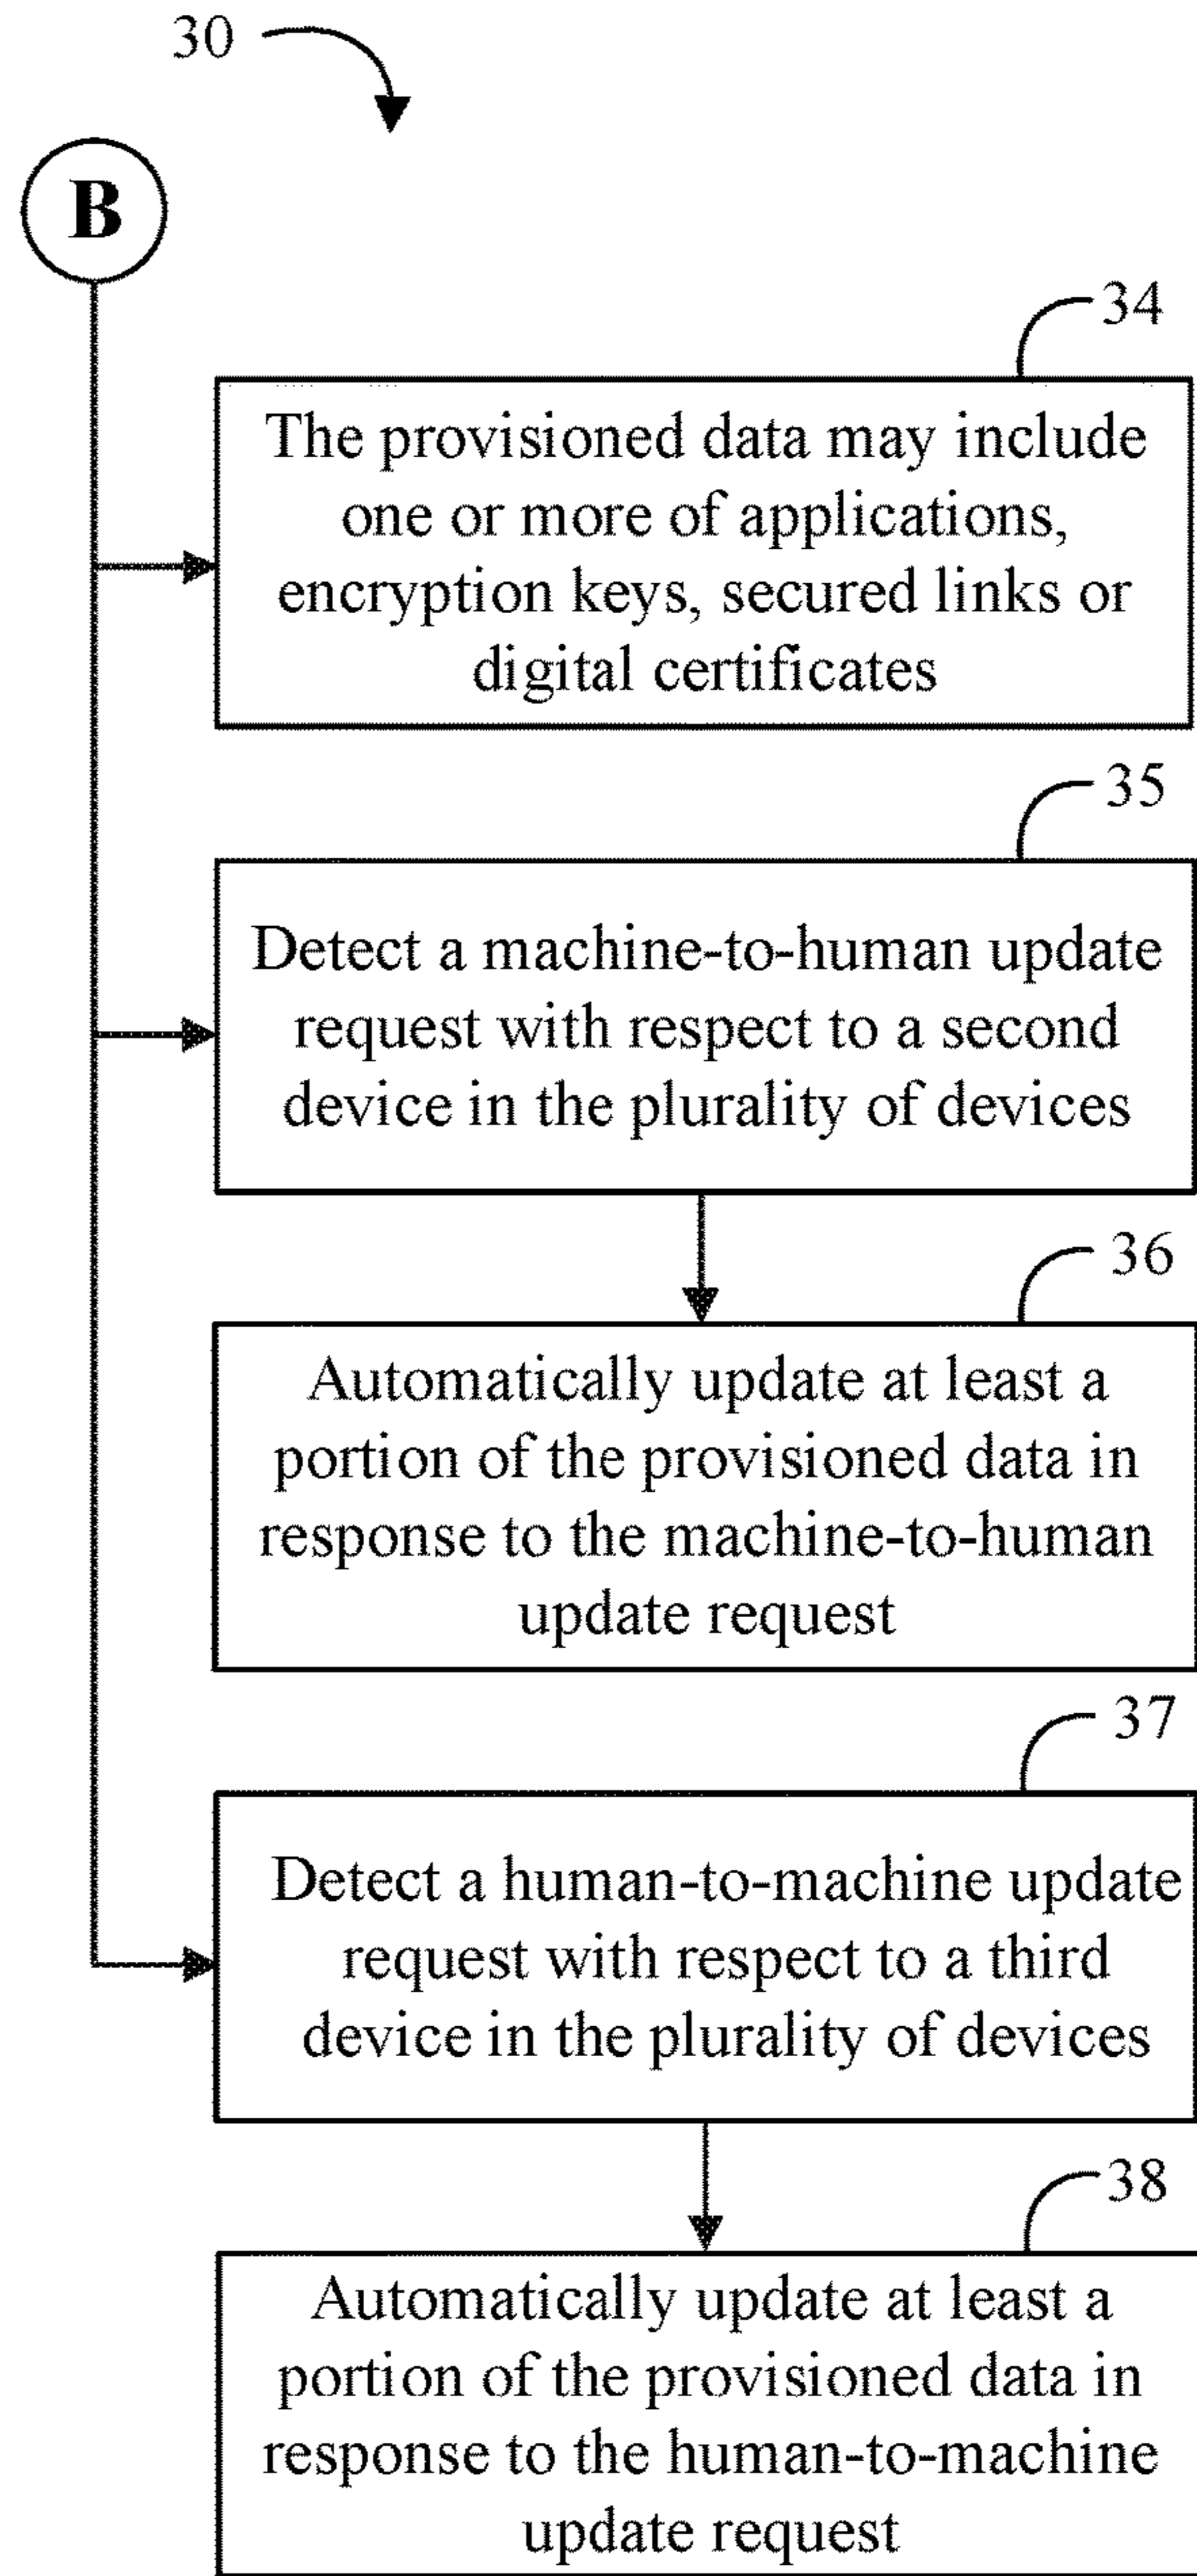 30
B
34
The provisioned data may include
one or more of applications,
encryption keys, secured links or
digital certificates
35
Detect a machine-to-human update
request with respect to a second
device in the plurality of devices
36
Automatically update at least a
portion of the provisioned data in
response to the machine-to-human
update request
37
Detect a human-to-machine update
request with respect to a third
device in the plurality of devices
38
Automatically update at least a
portion of the provisioned data in
response to the human-to-machine
update request